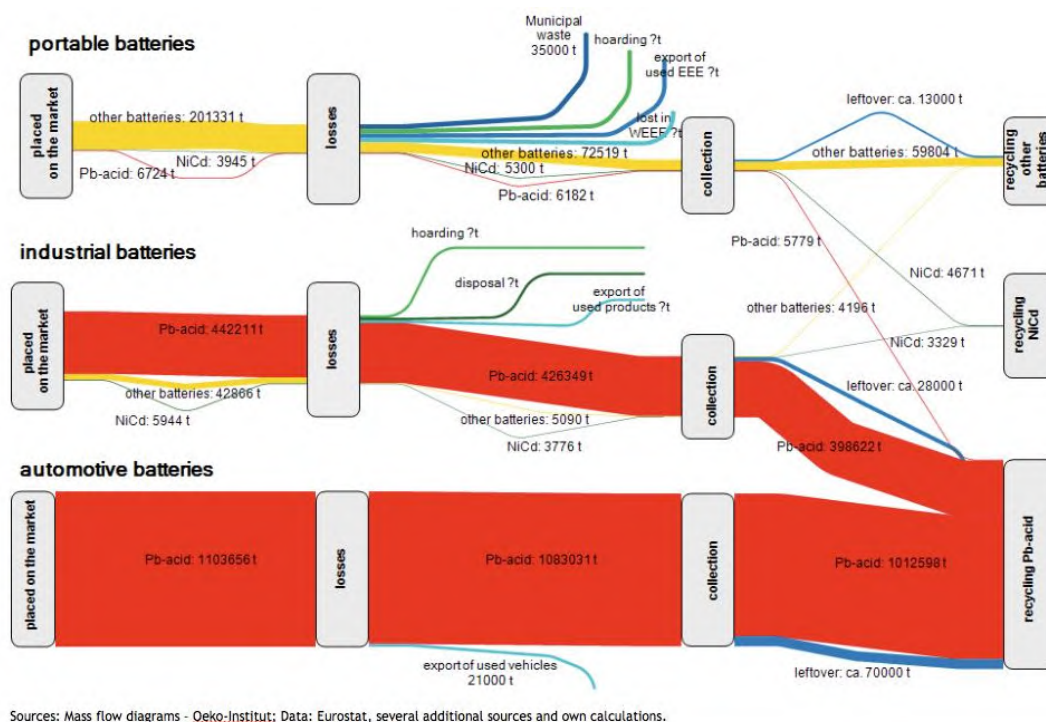 portable batteries
Municipal
waste
35000 t
hoarding ?t
export of
used EEE ?t
lost in
WEEE ?t
placed
on the market
other batteries: 201331 t
NiCd: 3945 t
Pb-acid: 6724 t
losses
other batteries: 72519 t
NiCd: 5300 t
Pb-acid: 6182 t
collection
leftover: ca. 13000 t
other batteries: 59804 t
recycling
other
batteries
Pb-acid: 5779 t
NiCd: 4671 t
industrial batteries
hoarding ?t
disposal ?t
export of
used products ?t
placed
on the market
Pb-acid: 442211 t
other batteries: 42866 t
NiCd: 5944 t
losses
Pb-acid: 426349 t
other batteries: 5090 t
NiCd: 3776 t
collection
other batteries: 4196 t
NiCd: 3329 t
leftover: ca. 28000 t
Pb-acid: 398622 t
recycling
NiCd
automotive batteries
placed on the market
Pb-acid: 1103656 t
losses
Pb-acid: 1083031 t
export of used vehicles
21000 t
collection
Pb-acid: 1012598 t
leftover: ca. 70000 t
recycling Pb-acid
Sources: Mass flow diagrams - Oeko-Institut; Data: Eurostat, several additional sources and own calculations.